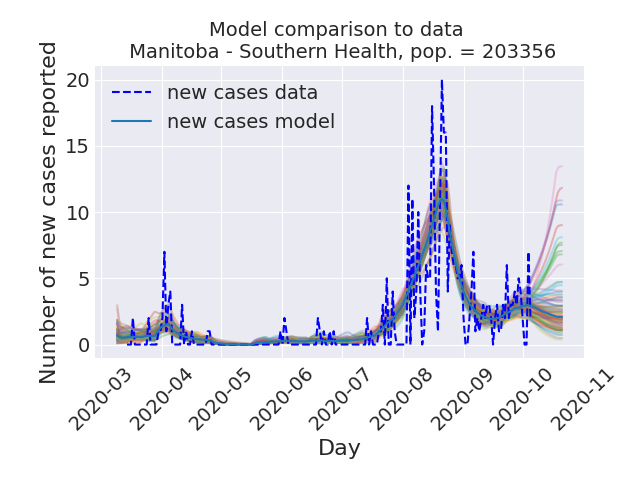 Model comparison to data
Manitoba - Southern Health, pop. = 203356
new cases data
new cases model
Number of new cases reported
20
15
10
5
0
2020-03
2020-04
2020-05
2020-06
2020-07
2020-08
2020-09
2020-10
2020-11
Day